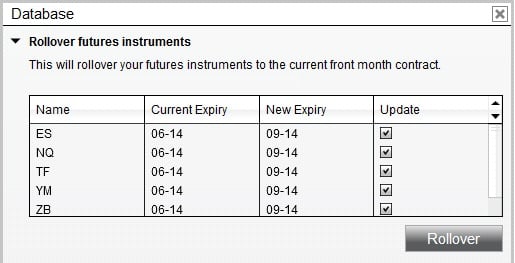 Database
Rollover futures instruments
This will rollover your futures instruments to the current front month contract.
Name Current Expiry New Expiry Update
ES 06-14 09-14
NQ 06-14 09-14
TF 06-14 09-14
YM 06-14 09-14
ZB 06-14 09-14
Rollover